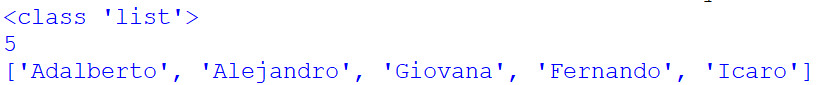 <class 'list'>
5
['Adalberto', 'Alejandro', 'Giovana', 'Fernando', 'Icaro']